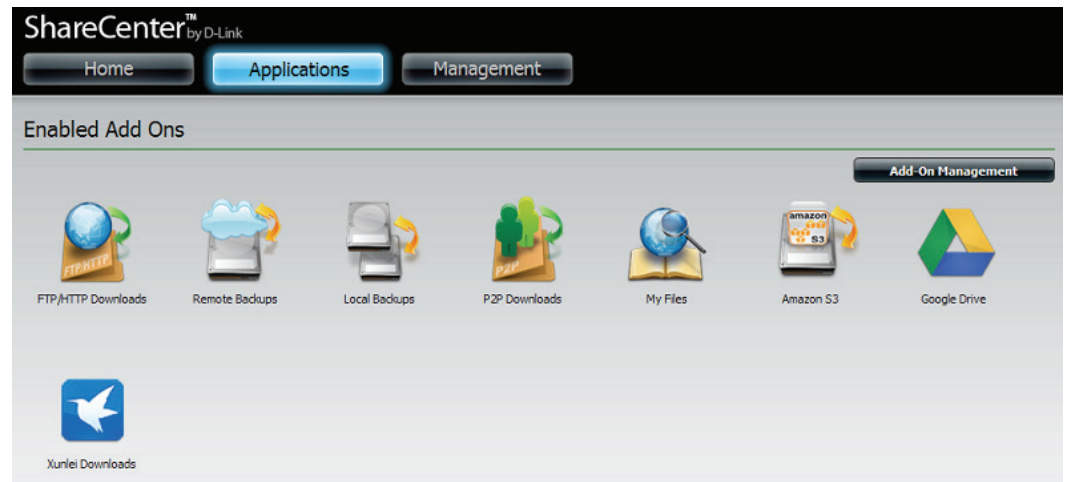 ShareCenter™ by D-Link
Home Applications Management
Enabled Add Ons
Add-On Management
FTP/HTTP
P2P
amazon
S3
FTP/HTTP Downloads Remote Backups Local Backups P2P Downloads My Files Amazon S3 Google Drive
Xunlei Downloads